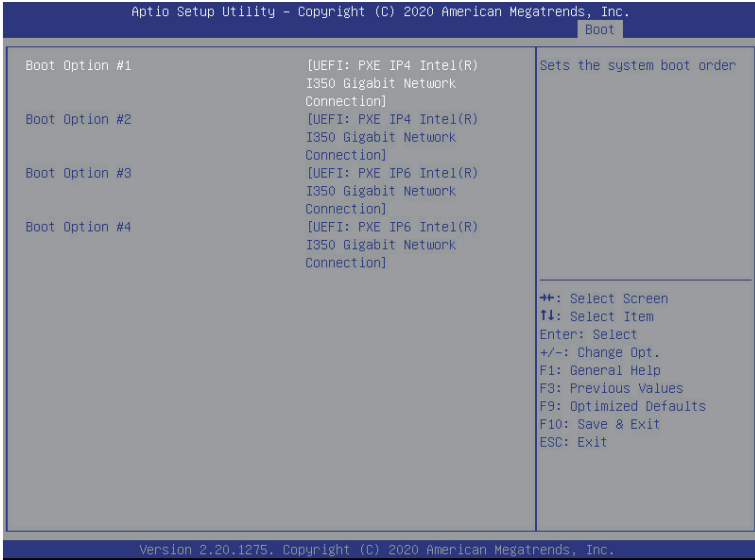 Aptio Setup Utility – Copyright (C) 2020 American Megatrends, Inc.
Boot
Boot Option #1 [UEFI: PXE IP4 Intel(R)
I350 Gigabit Network
Connection]
Boot Option #2 [UEFI: PXE IP4 Intel(R)
I350 Gigabit Network
Connection]
Boot Option #3 [UEFI: PXE IP6 Intel(R)
I350 Gigabit Network
Connection]
Boot Option #4 [UEFI: PXE IP6 Intel(R)
I350 Gigabit Network
Connection]
Sets the system boot order
→←: Select Screen
↑↓: Select Item
Enter: Select
+/-: Change Opt.
F1: General Help
F3: Previous Values
F9: Optimized Defaults
F10: Save & Exit
ESC: Exit
Version 2.20.1275. Copyright (C) 2020 American Megatrends, Inc.